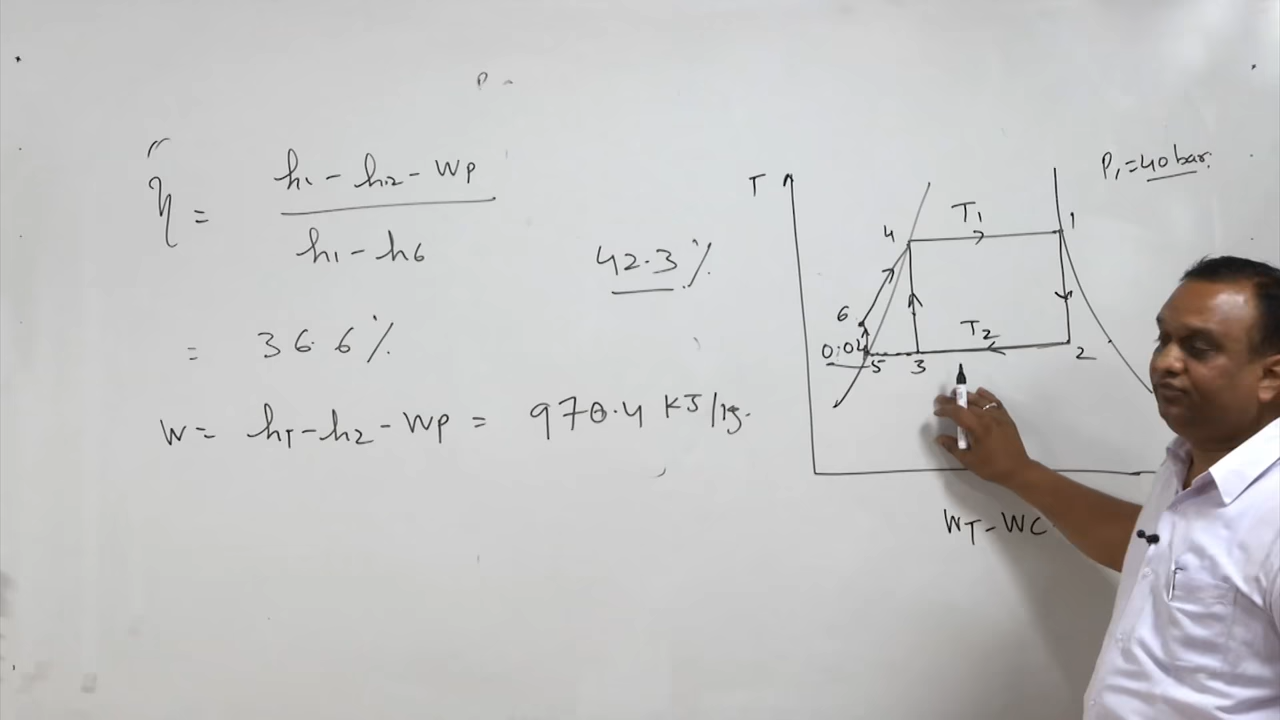 P =
η = h₁ - h₂ - WP
h₁ - h6
42.3%
= 36.6%
W = h₁ - h₂ - WP = 970.4 KJ/kg.
P₁ = 40 bar.
T
T₁
4
1
6
T₂
0.04
5
3
2
WT - WC